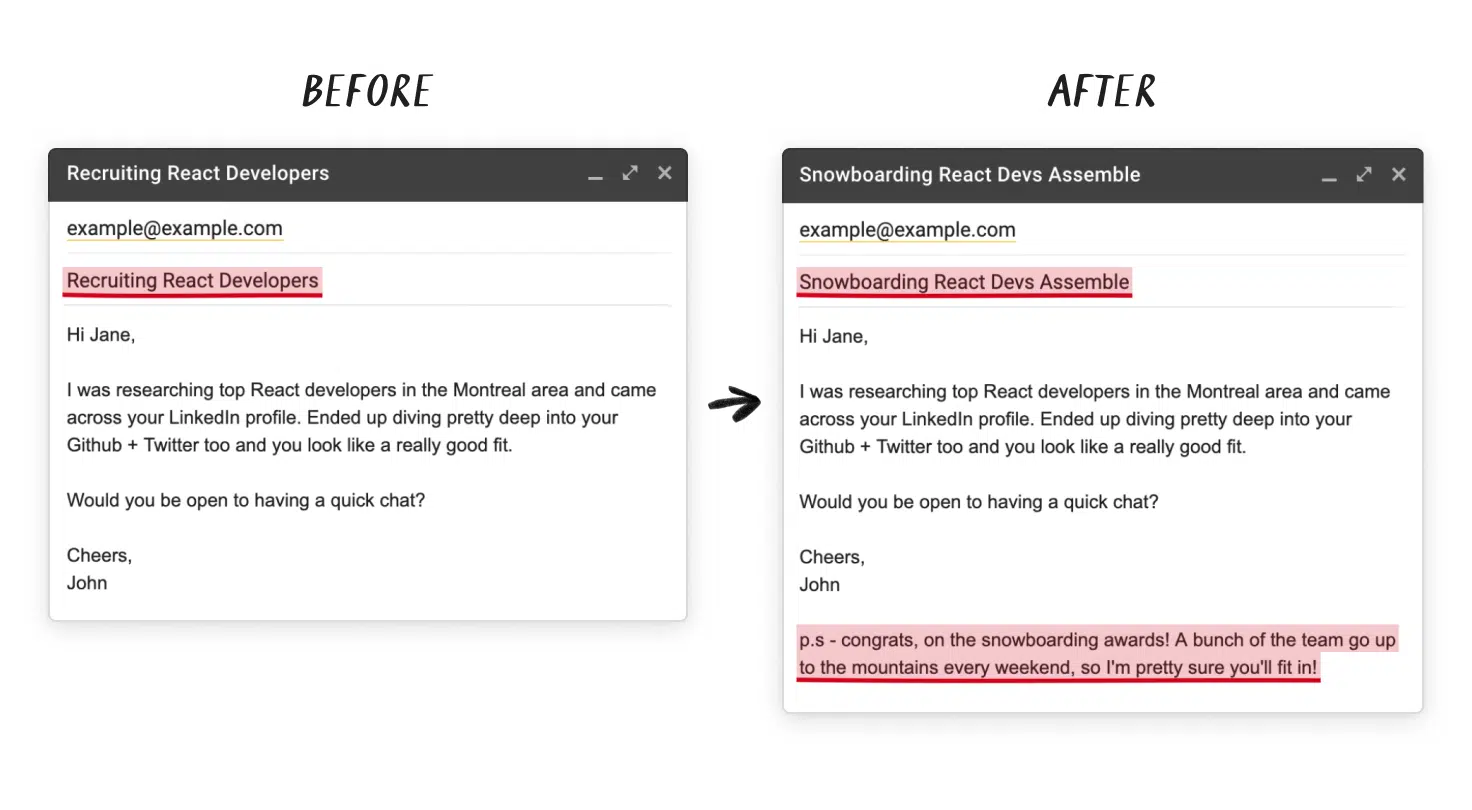 BEFORE
AFTER
Recruiting React Developers
example@example.com
Recruiting React Developers
Hi Jane,
I was researching top React developers in the Montreal area and came
across your LinkedIn profile. Ended up diving pretty deep into your
Github + Twitter too and you look like a really good fit.
Would you be open to having a quick chat?
Cheers,
John
Snowboarding React Devs Assemble
example@example.com
Snowboarding React Devs Assemble
Hi Jane,
I was researching top React developers in the Montreal area and came
across your LinkedIn profile. Ended up diving pretty deep into your
Github + Twitter too and you look like a really good fit.
Would you be open to having a quick chat?
Cheers,
John
p.s - congrats, on the snowboarding awards! A bunch of the team go up
to the mountains every weekend, so I'm pretty sure you'll fit in!